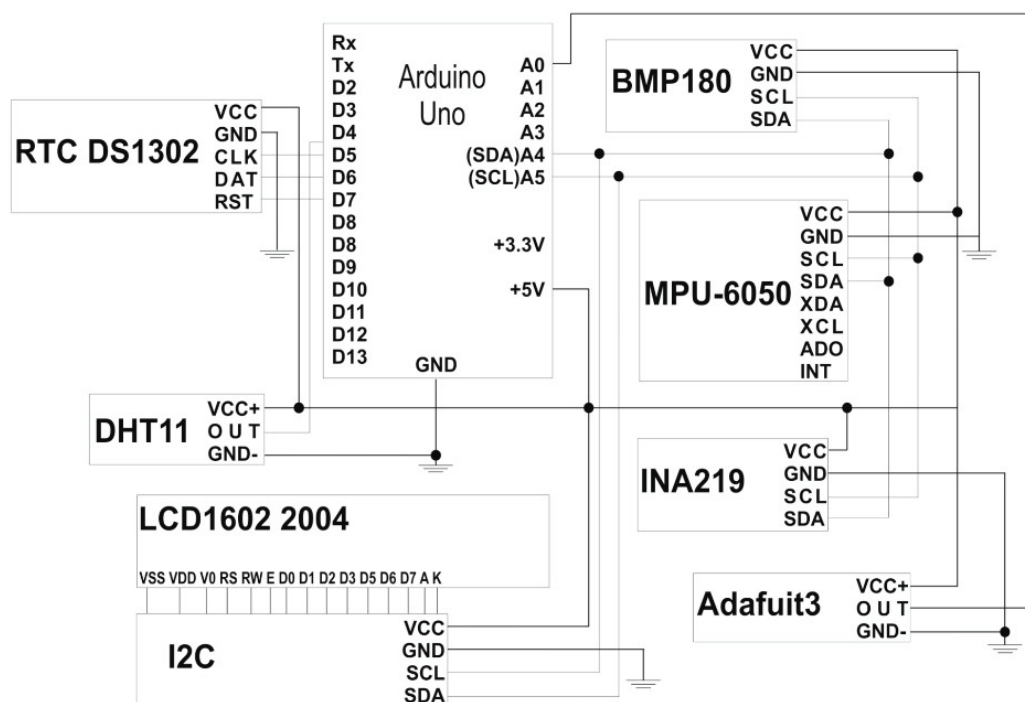 Rx
Tx
D2
D3
D4
D5
D6
D7
D8
D8
D9
D10
D11
D12
D13
Arduino
Uno
A0
A1
A2
A3
(SDA)A4
(SCL)A5
+3.3V
+5V
GND
RTC DS1302
VCC
GND
CLK
DAT
RST
BMP180
VCC
GND
SCL
SDA
MPU-6050
VCC
GND
SCL
SDA
XDA
XCL
ADO
INT
DHT11
VCC+
OUT
GND-
INA219
VCC
GND
SCL
SDA
LCD1602 2004
VSS VDD V0 RS RW E D0 D1 D2 D3 D5 D6 D7 A K
I2C
VCC
GND
SCL
SDA
Adafuit3
VCC+
OUT
GND-